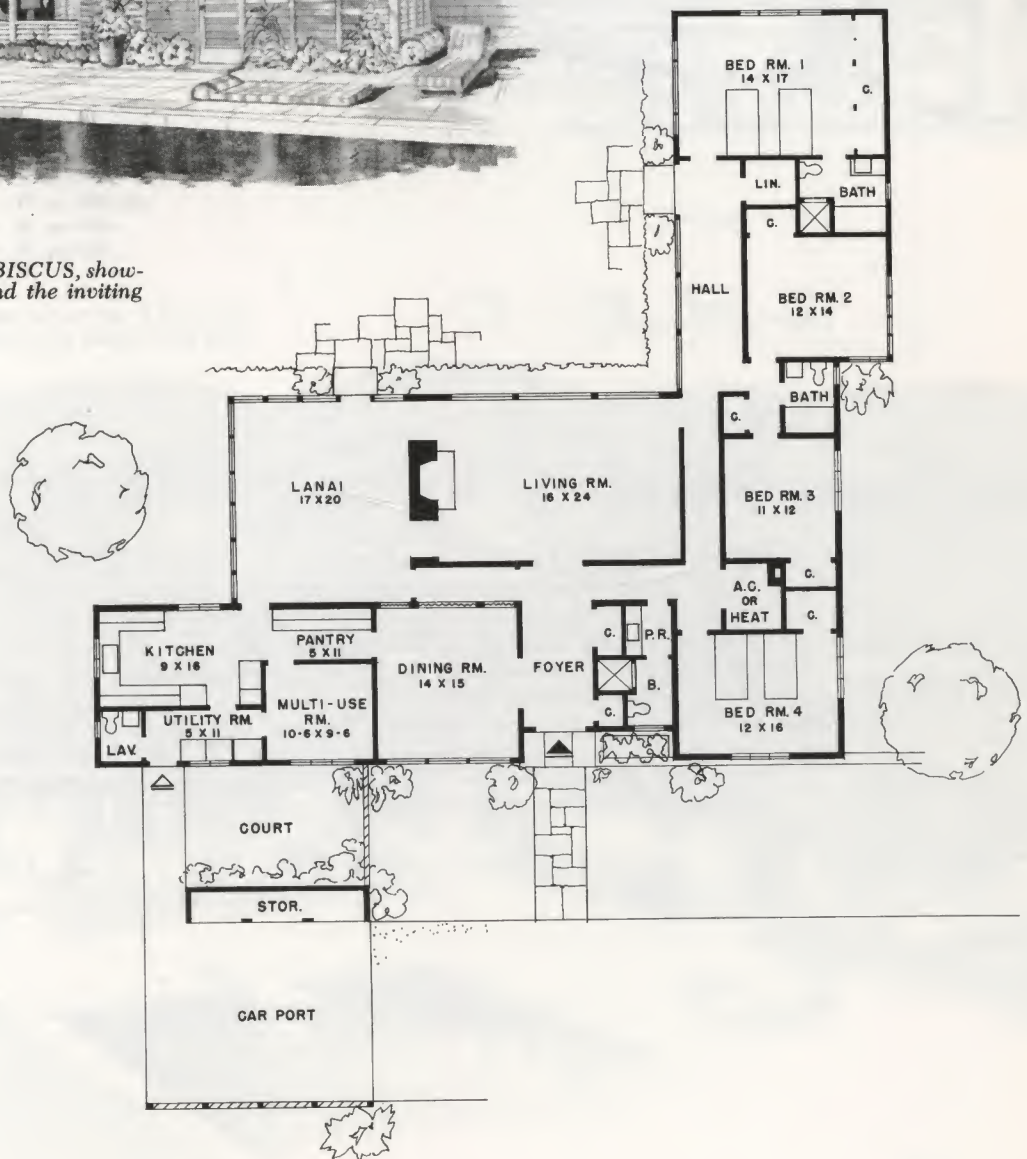 BED RM. 1
14 X 17
C.
LIN.
BATH
C.
BISCUS, show-
nd the inviting
HALL
BED RM. 2
12 X 14
BATH
C.
LANAI
17 X 20
LIVING RM.
16 X 24
BED RM. 3
11 X 12
C.
A.C.
OR
HEAT
C.
KITCHEN
9 X 16
PANTRY
5 X 11
DINING RM.
14 X 15
FOYER
C.
P.R.
C.
B.
BED RM. 4
12 X 16
LAV.
UTILITY RM.
5 X 11
MULTI-USE
RM.
10-6 X 9-6
COURT
STOR.
CAR PORT